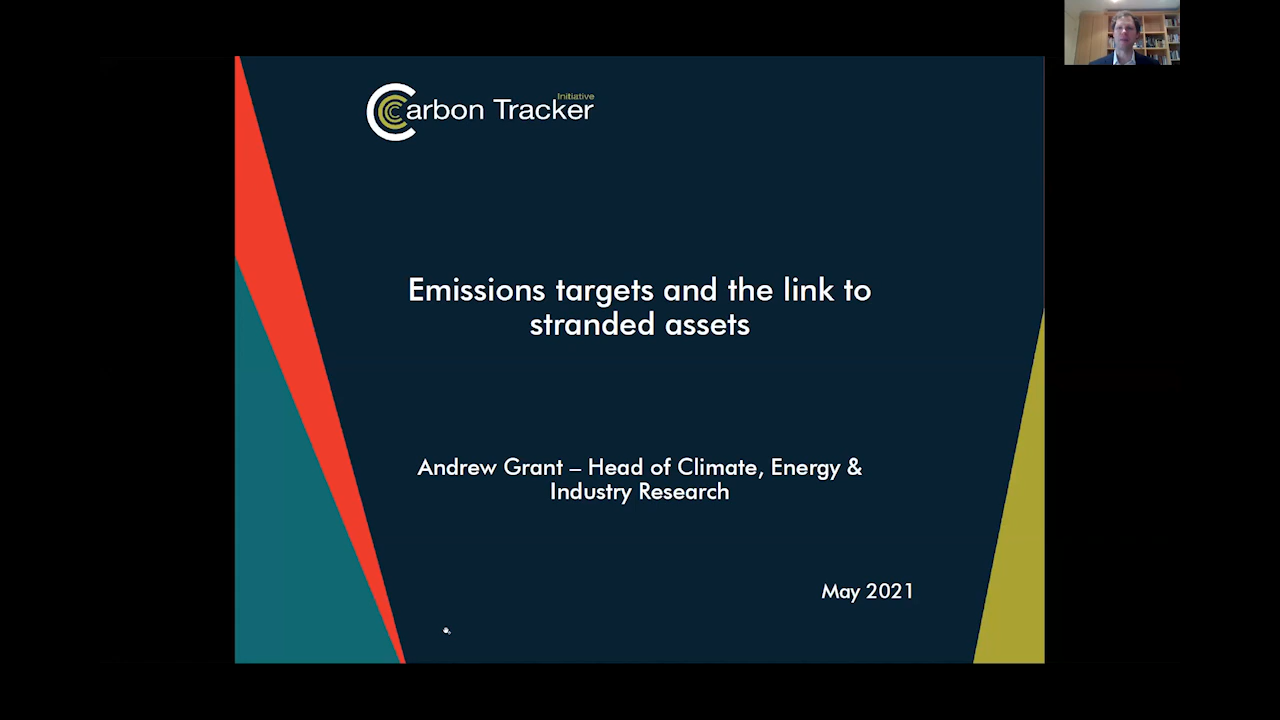 Initiative
Carbon Tracker
Emissions targets and the link to
stranded assets
Andrew Grant – Head of Climate, Energy &
Industry Research
May 2021